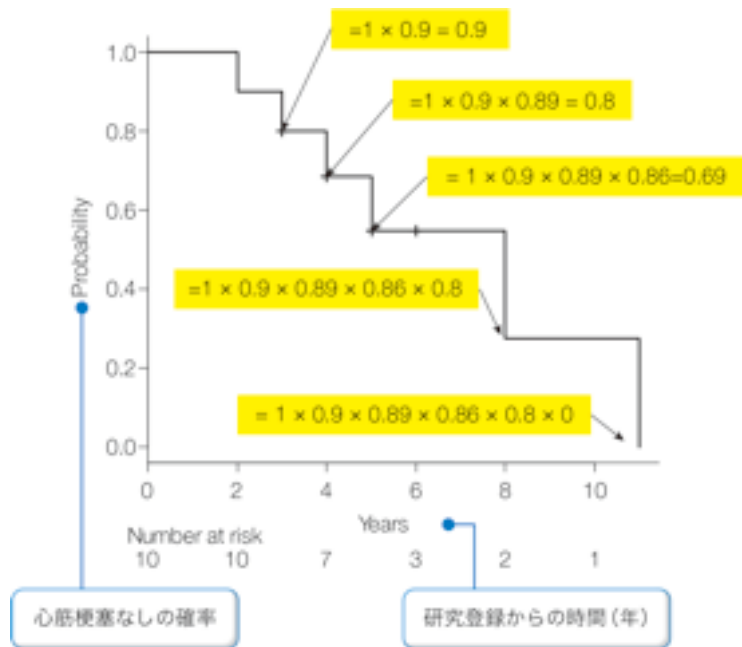 =1 × 0.9 = 0.9
1.0
=1 × 0.9 × 0.89 = 0.8
0.8
= 1 × 0.9 × 0.89 × 0.86=0.69
0.6
Probability
=1 × 0.9 × 0.89 × 0.86 × 0.8
0.4
0.2
= 1 × 0.9 × 0.89 × 0.86 × 0.8 × 0
0.0
0 2 4 6 8 10
Years
Number at risk
10 10 7 3 2 1
心筋梗塞なしの確率
研究登録からの時間(年)